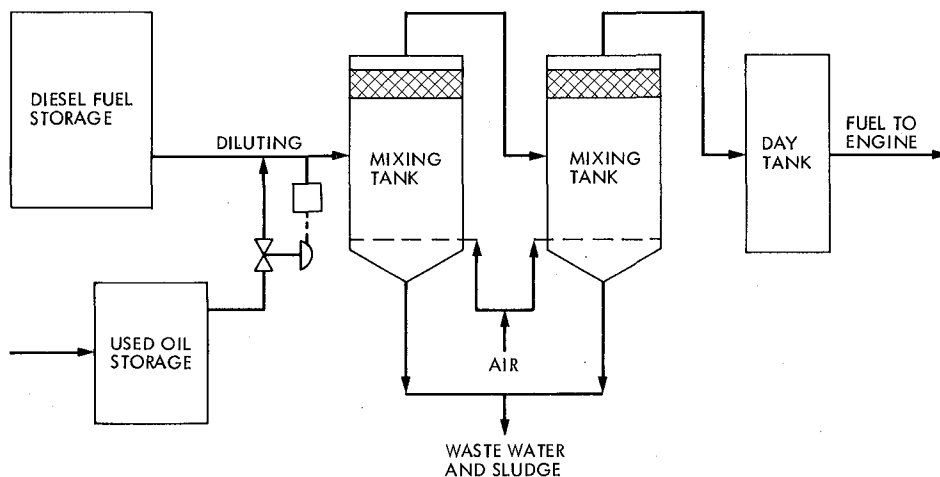 DIESEL FUEL
STORAGE
DILUTING
MIXING
TANK
MIXING
TANK
DAY
TANK
FUEL TO
ENGINE
USED OIL
STORAGE
AIR
WASTE WATER
AND SLUDGE